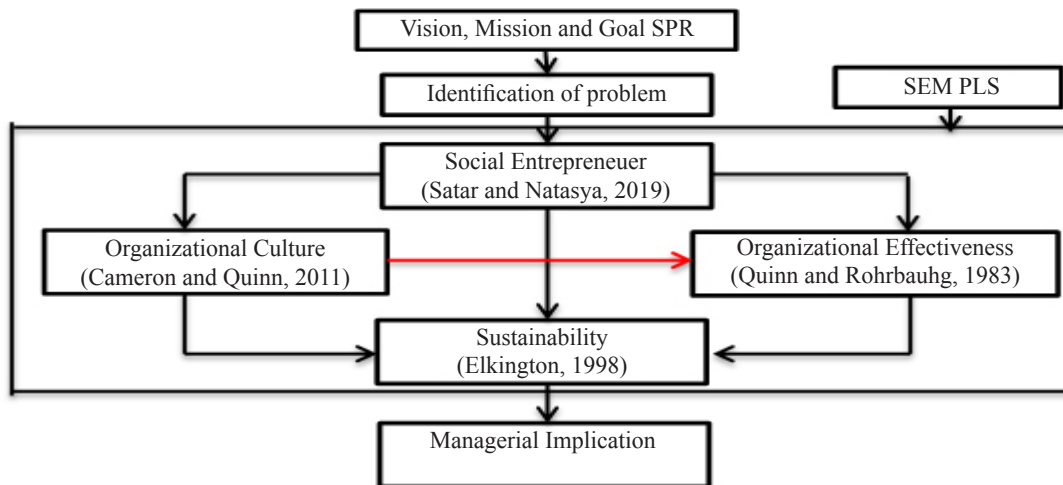 Vision, Mission and Goal SPR
Identification of problem
SEM PLS
Social Entrepreneuer
(Satar and Natasya, 2019)
Organizational Culture
(Cameron and Quinn, 2011)
Organizational Effectiveness
(Quinn and Rohrbauhg, 1983)
Sustainability
(Elkington, 1998)
Managerial Implication